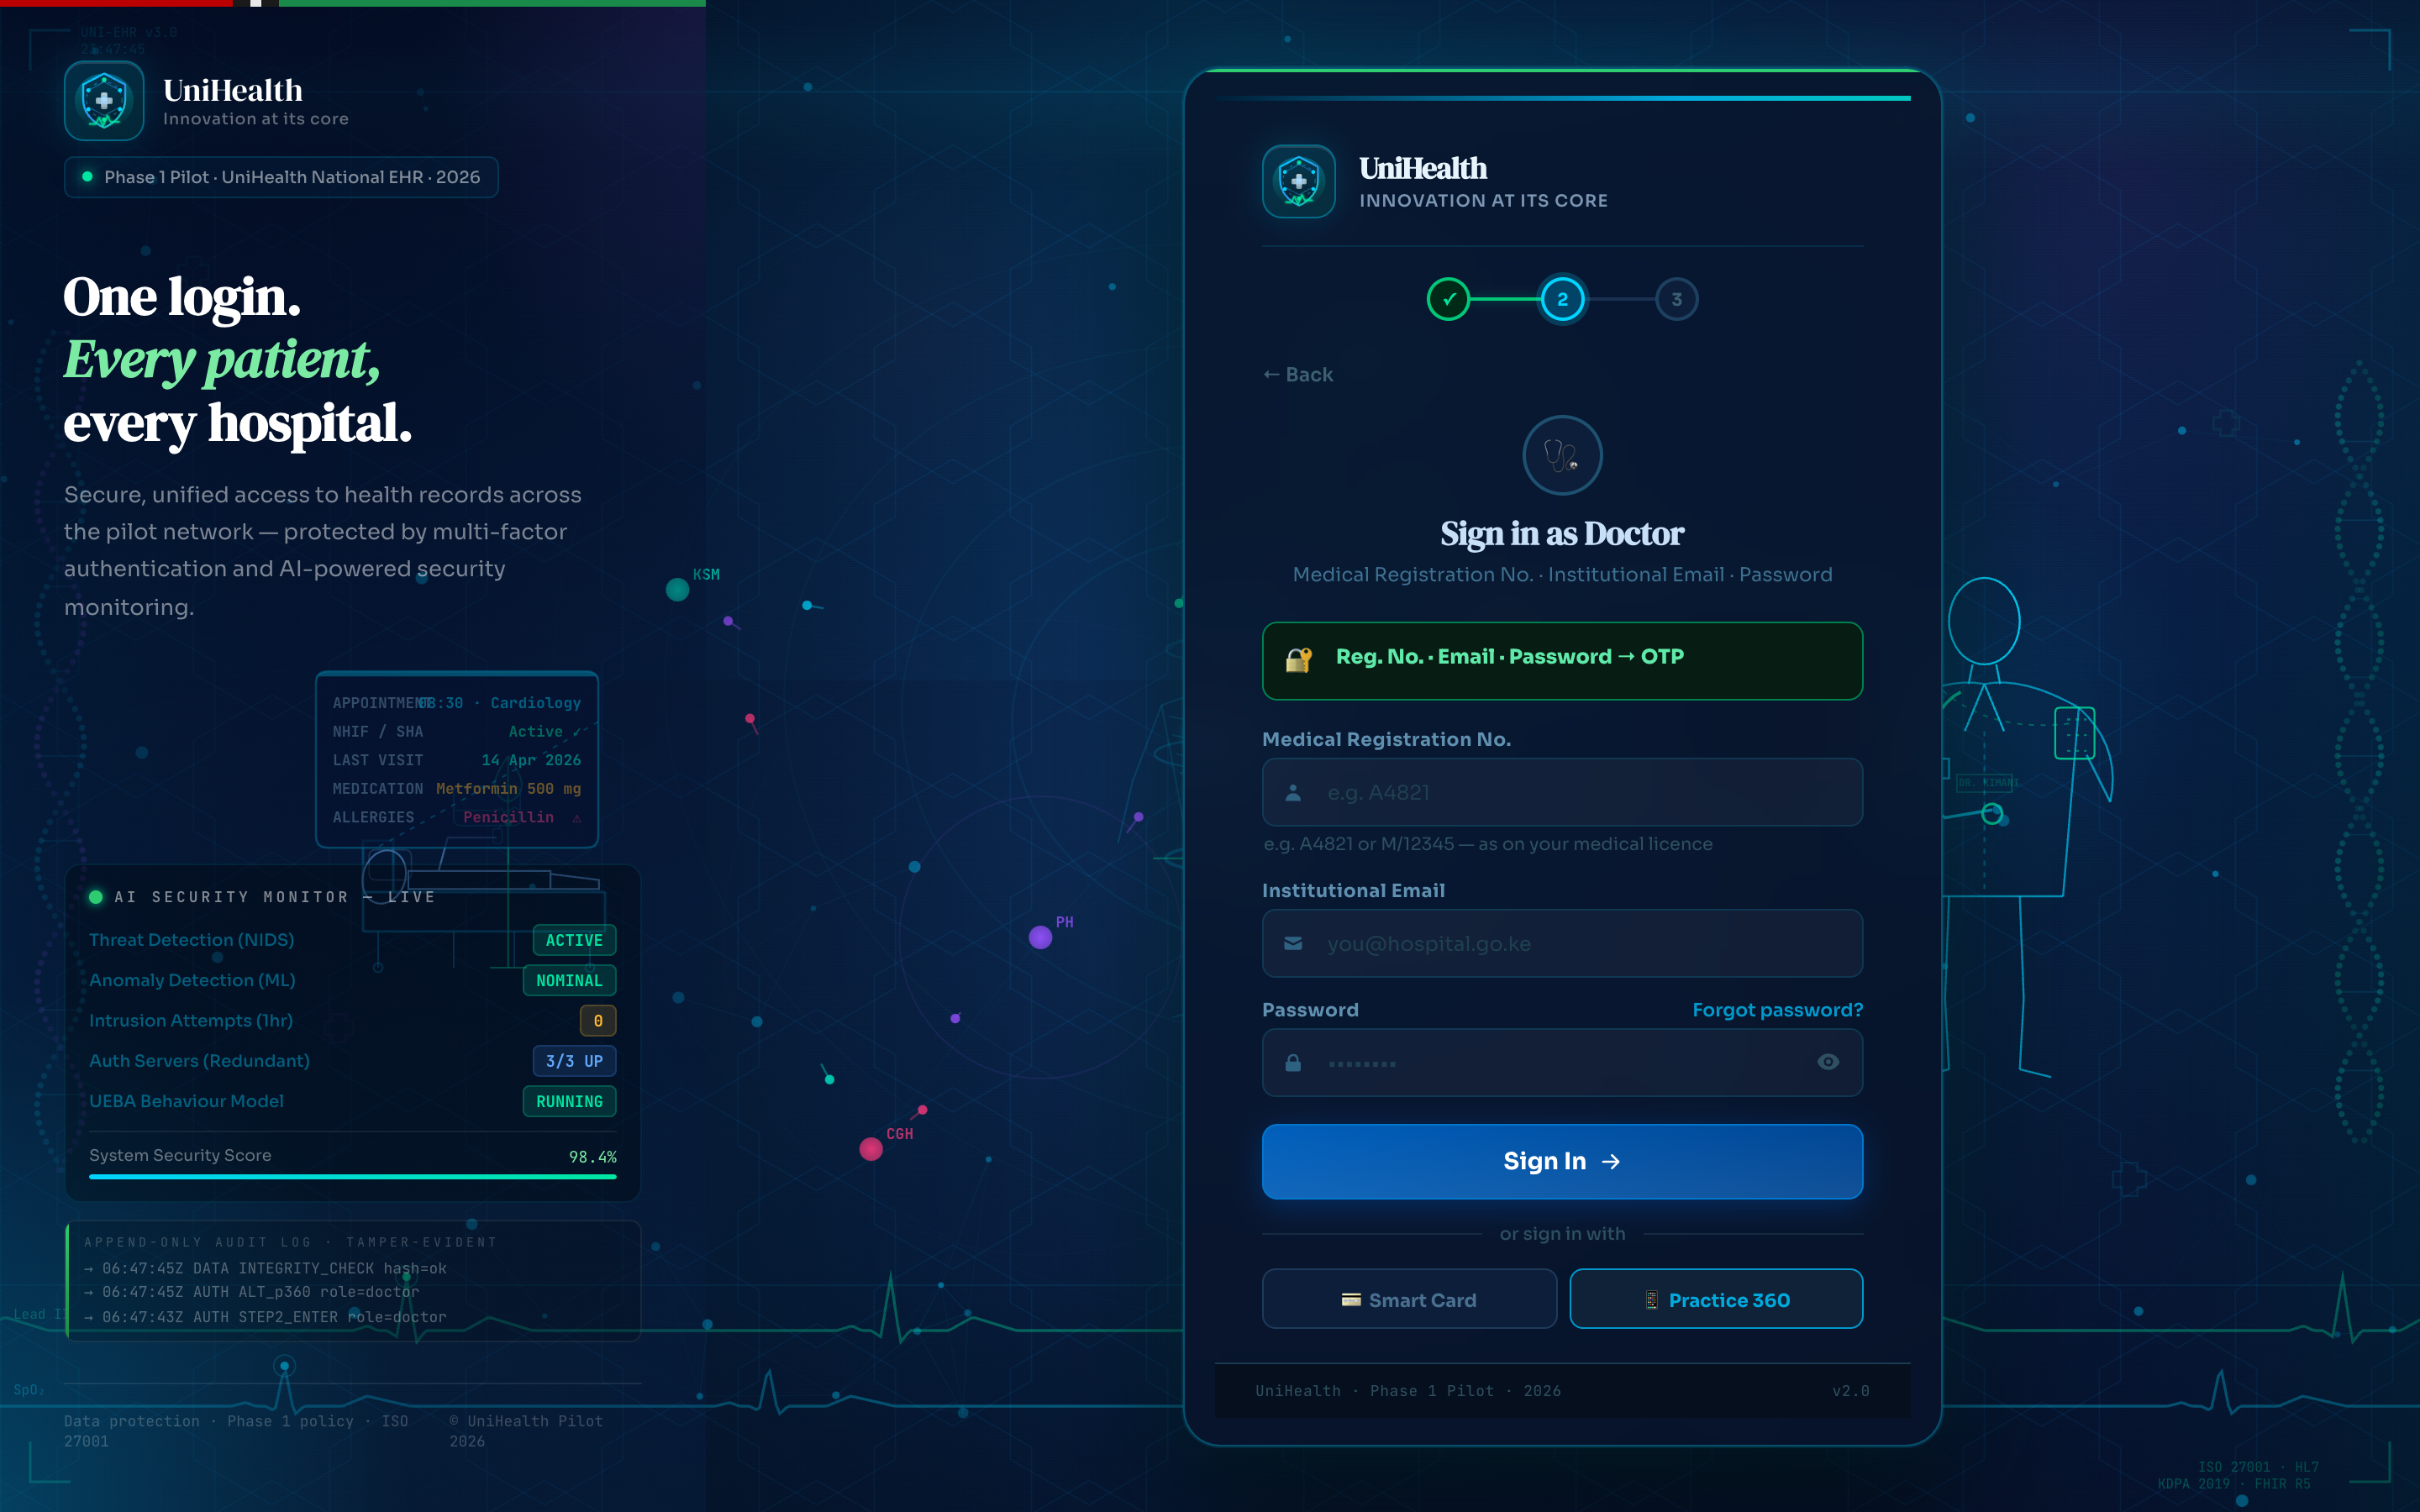 UNI-EHR v3.0
UniHealth
Innovation at its core
Phase 1 Pilot · UniHealth National EHR · 2026
One login.
Every patient,
every hospital.
Secure, unified access to health records across
the pilot network — protected by multi-factor
authentication and AI-powered security
monitoring.
APPOINTMENT 08:30 · Cardiology
NHIF / SHA Active ✓
LAST VISIT 14 Apr 2026
MEDICATION Metformin 500 mg
ALLERGIES Penicillin ⚠
AI SECURITY MONITOR — LIVE
Threat Detection (NIDS) ACTIVE
Anomaly Detection (ML) NOMINAL
Intrusion Attempts (1hr) 0
Auth Servers (Redundant) 3/3 UP
UEBA Behaviour Model RUNNING
System Security Score 98.4%
APPEND-ONLY AUDIT LOG · TAMPER-EVIDENT
→ 06:47:45Z DATA INTEGRITY_CHECK hash=ok
→ 06:47:45Z AUTH ALT_p360 role=doctor
→ 06:47:43Z AUTH STEP2_ENTER role=doctor
Lead II
SpO₂
Data protection · Phase 1 policy · ISO
27001
© UniHealth Pilot
2026
KSM
PH
CGH
UniHealth
INNOVATION AT ITS CORE
✓ 2 3
← Back
Sign in as Doctor
Medical Registration No. · Institutional Email · Password
Reg. No. · Email · Password → OTP
Medical Registration No.
e.g. A4821
e.g. A4821 or M/12345 — as on your medical licence
Institutional Email
you@hospital.go.ke
Password Forgot password?
Sign In →
or sign in with
Smart Card
Practice 360
UniHealth · Phase 1 Pilot · 2026 v2.0
DR. KIMANI
ISO 27001 · HL7
KDPA 2019 · FHIR R5